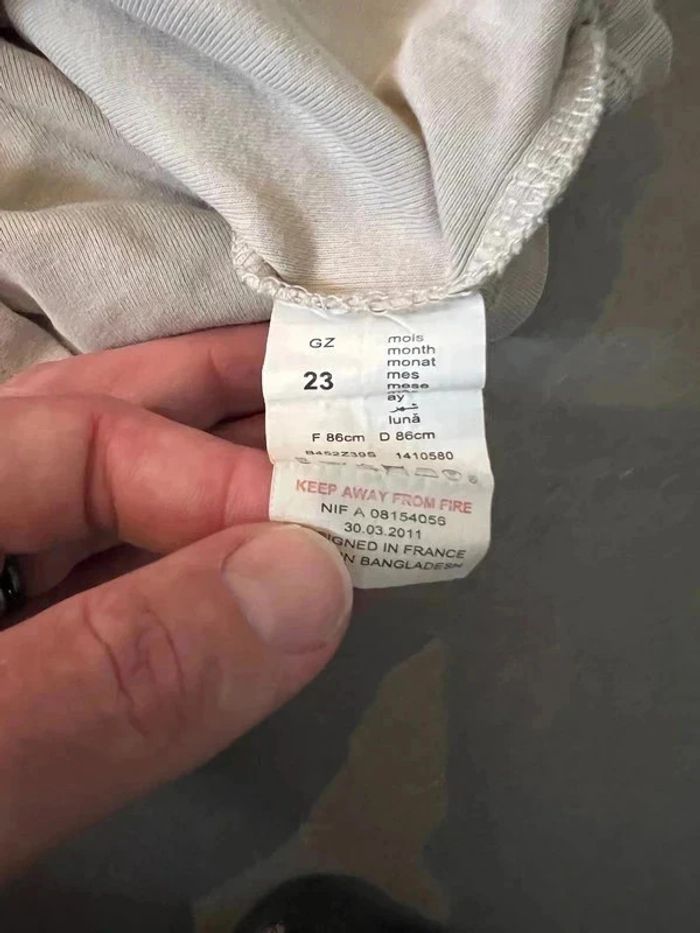 GZ
23
mois
month
monat
mes
mese
ay
شهر
lună
F 86cm D 86cm
1410580
KEEP AWAY FROM FIRE
NIF A 08154056
30.03.2011
IGNED IN FRANCE
N BANGLADESH